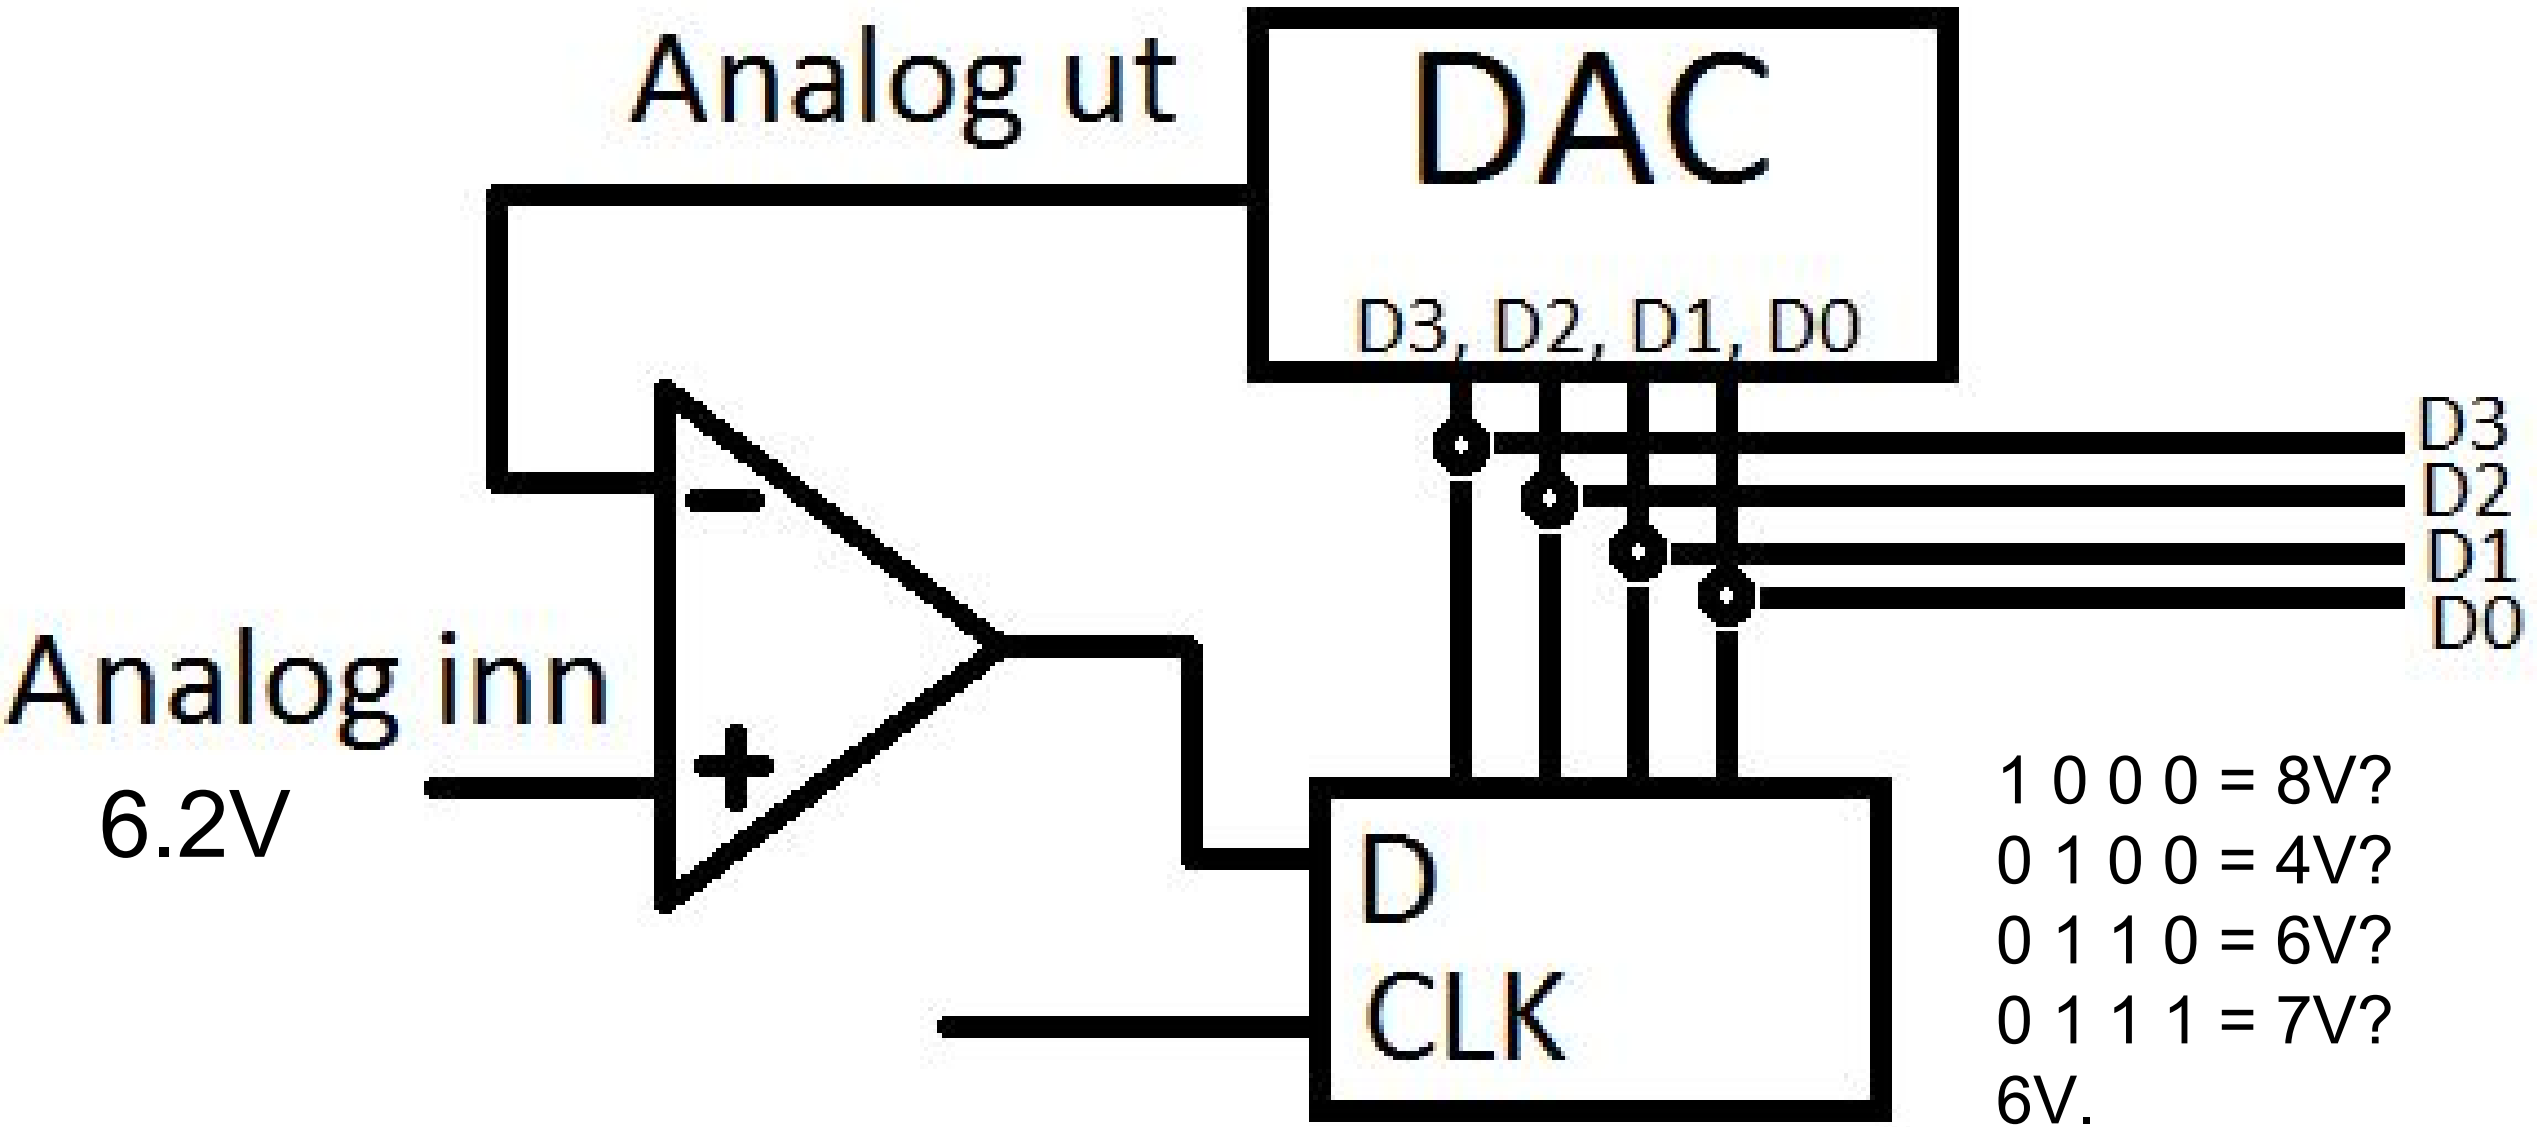 Analog ut
DAC
D3, D2, D1, D0
D3
D2
D1
D0
-
Analog inn
6.2V
+
D
CLK
1 0 0 0 = 8V?
0 1 0 0 = 4V?
0 1 1 0 = 6V?
0 1 1 1 = 7V?
6V.